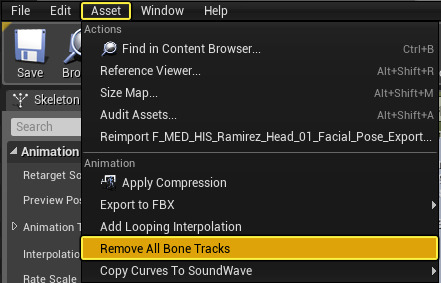 File Edit Asset Window Help
Actions
Save
Find in Content Browser... Ctrl+B
Reference Viewer... Alt+Shift+R
Size Map... Alt+Shift+M
Audit Assets... Alt+Shift+A
Reimport F_MED_HIS_Ramirez_Head_01_Facial_Pose_Export...
Skeleton
Search
Animation
Animation
Apply Compression
Retarget So
Export to FBX
Preview Pos
Add Looping Interpolation
Animation T
Remove All Bone Tracks
Interpolation
Copy Curves To SoundWave
Rate Scale